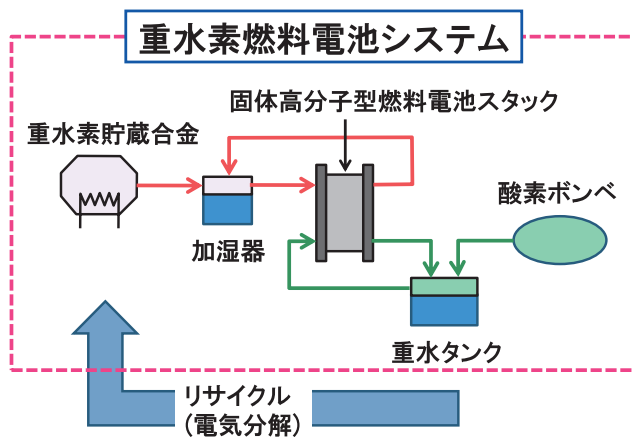 重水素燃料電池システム
固体高分子型燃料電池スタック
重水素貯蔵合金
酸素ボンベ
加湿器
重水タンク
リサイクル
(電気分解)